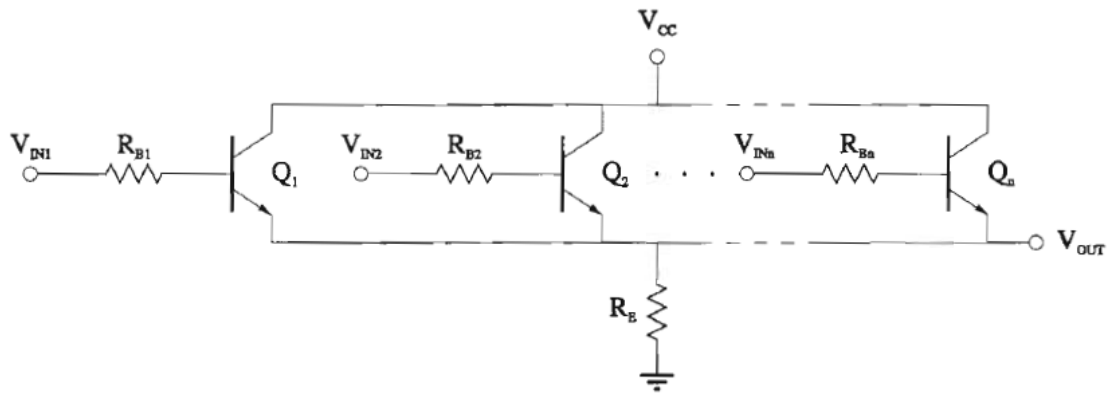 V_CC
V_IN1 R_B1 Q_1 V_IN2 R_B2 Q_2 . . . . V_INn R_Bn Q_n
V_OUT
R_E